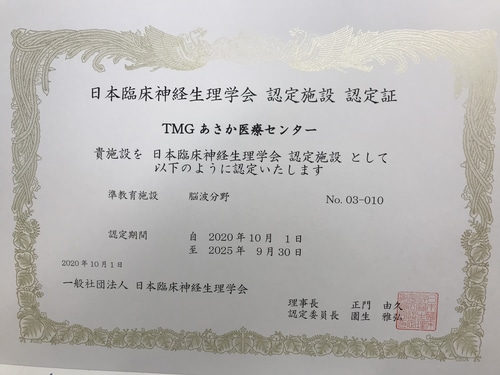 日本臨床神経生理学会 認定施設 認定証
TMGあさか医療センター
貴施設を 日本臨床神経生理学会 認定施設 として
以下のように認定いたします
準教育施設 脳波分野 No. 03-010
認定期間 自 2020年10月 1日
至 2025年 9月30日
2020年10月1日
一般社団法人 日本臨床神経生理学会
理事長 正門 由久
認定委員長 園生 雅弘